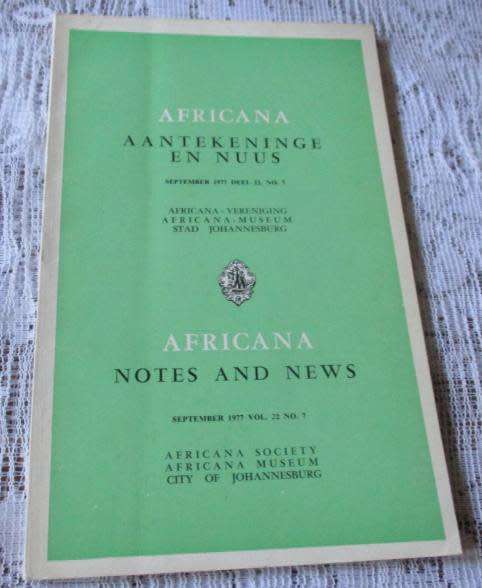 AFRICANA
AANTEKENINGE
EN NUUS
SEPTEMBER 1977 DEEL 22, NO. 7
AFRICANA-VERENIGING
AFRICANA-MUSEUM
STAD JOHANNESBURG
AFRICANA
NOTES AND NEWS
SEPTEMBER 1977 VOL. 22 NO. 7
AFRICANA SOCIETY
AFRICANA MUSEUM
CITY OF JOHANNESBURG